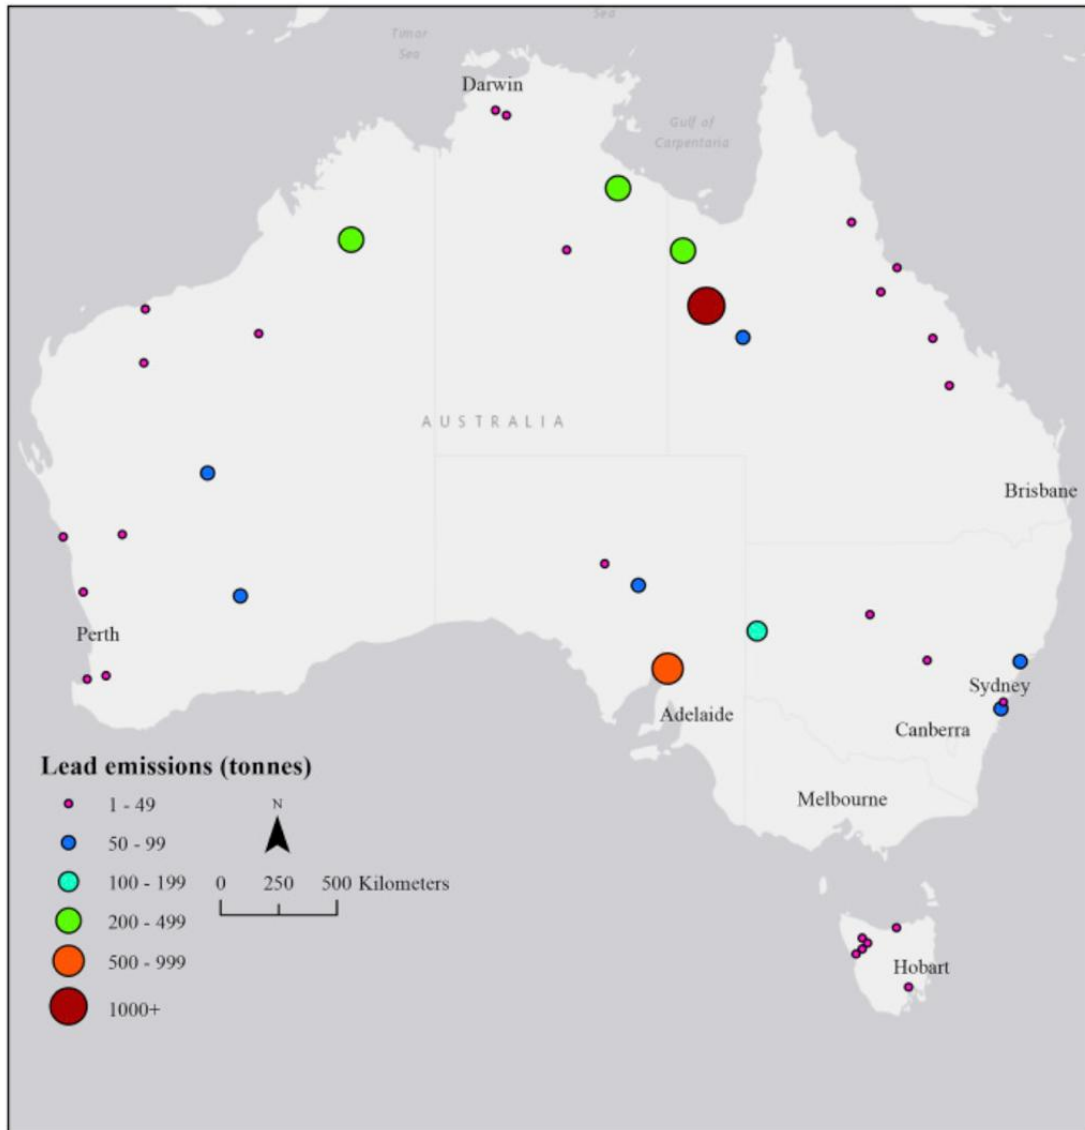 Sea
Timor
Sea
Darwin
Gulf of
Carpentaria
AUSTRALIA
Brisbane
Perth
Sydney
Adelaide
Canberra
Melbourne
Lead emissions (tonnes)
1 - 49
50 - 99
100 - 199
200 - 499
500 - 999
1000+
N
0 250 500 Kilometers
Hobart